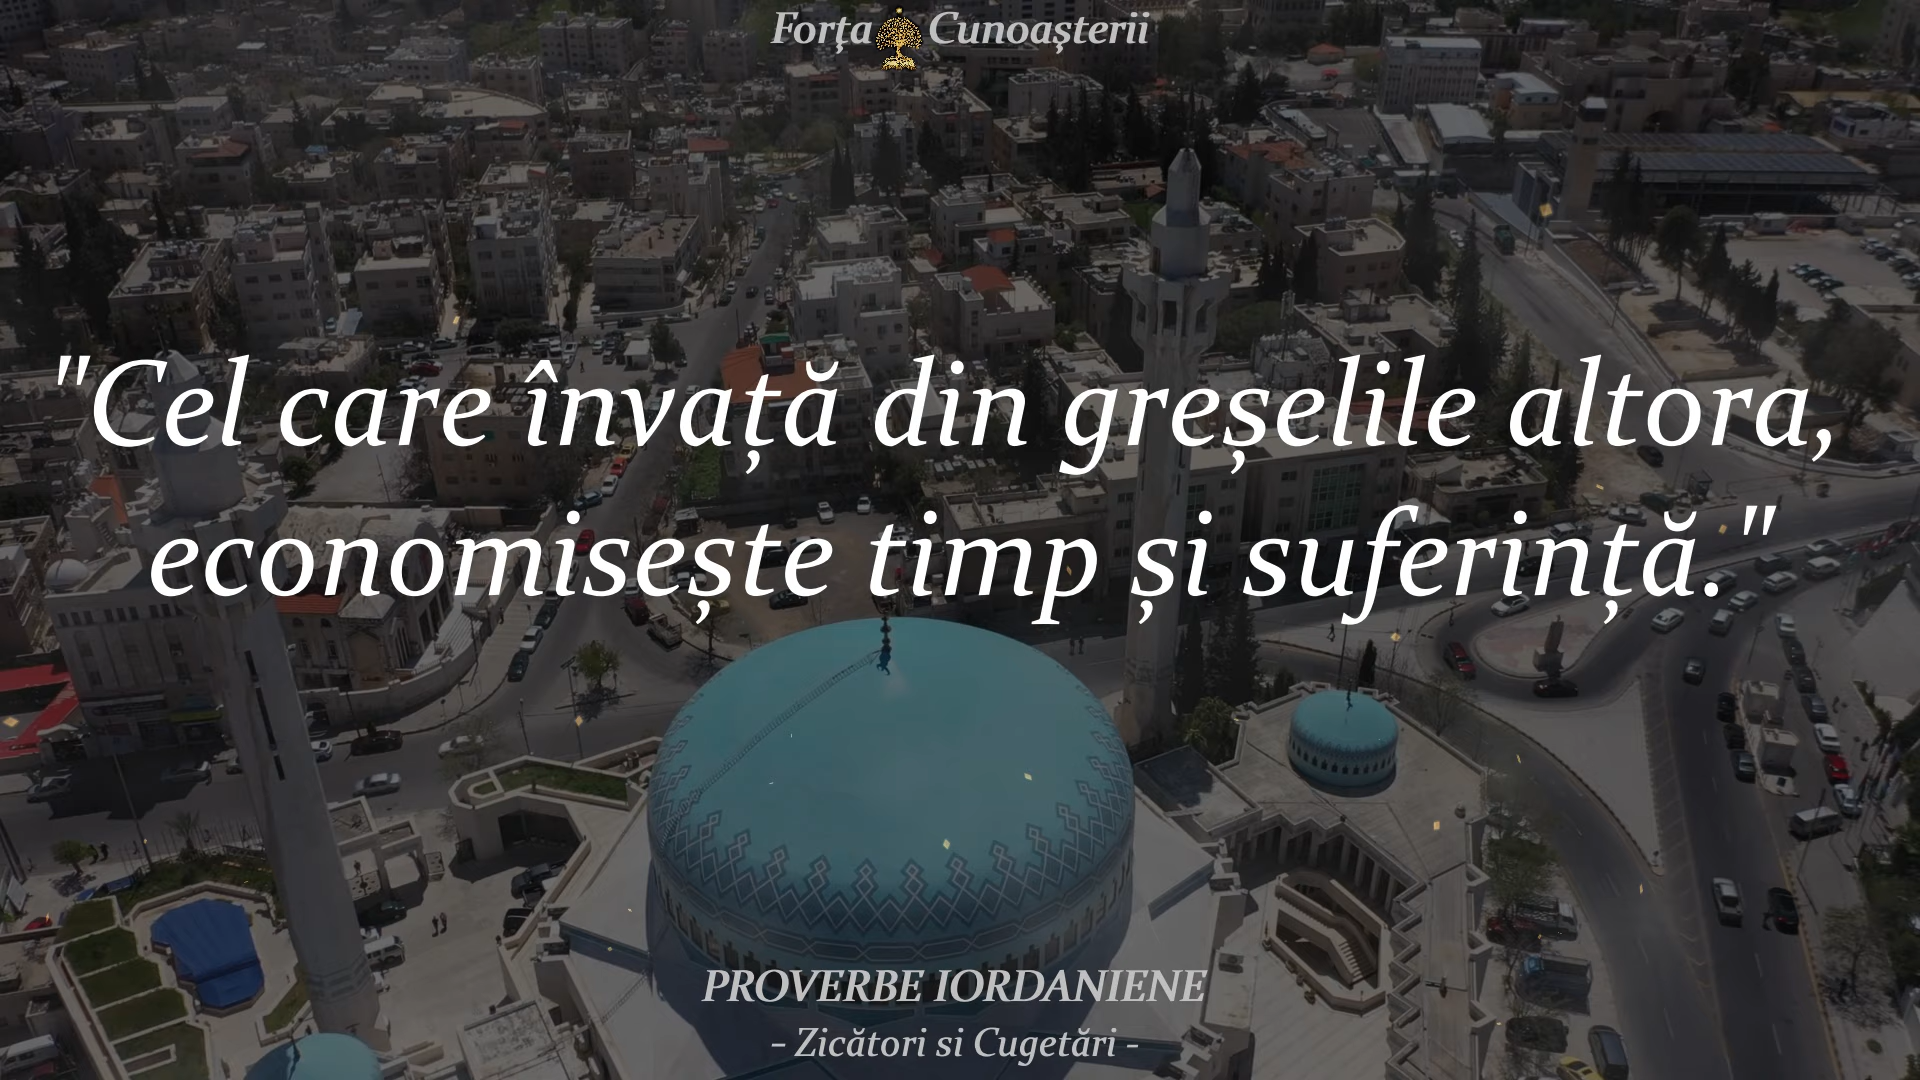 Forța Cunoașterii
"Cel care învață din greșelile altora,
economisește timp și suferință."
PROVERBE IORDANIENE
- Zicători si Cugetări -